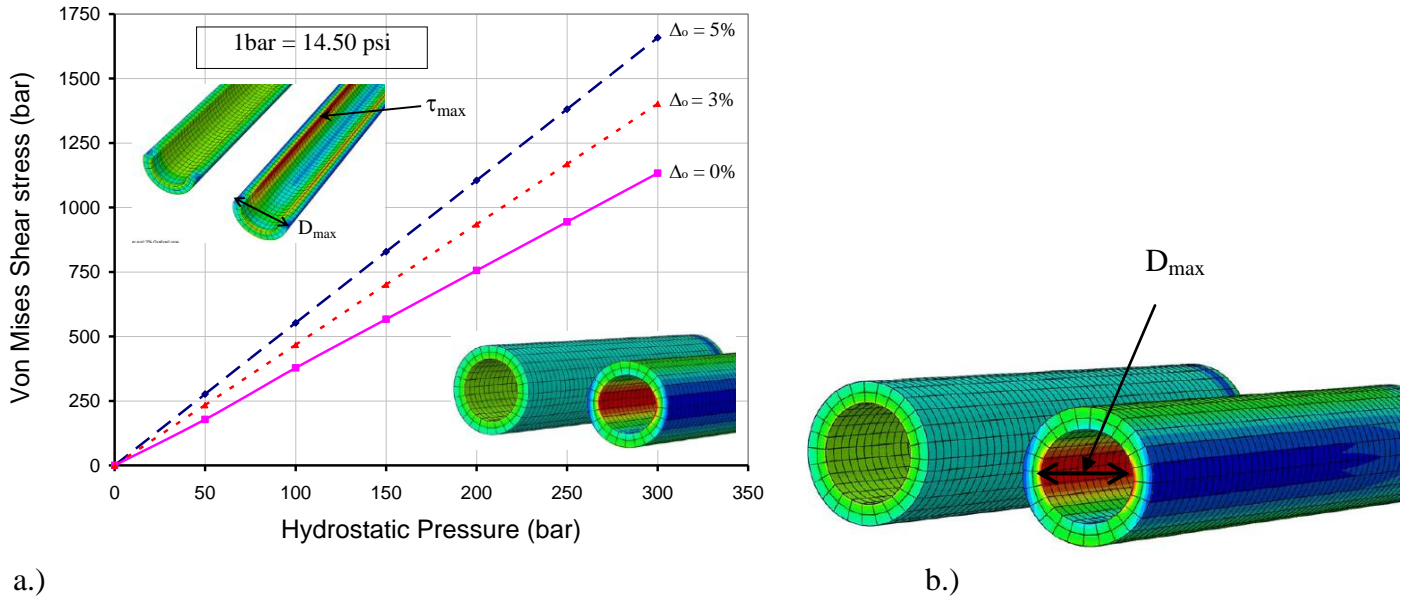 1750
1500
1250
1000
750
500
250
0
Von Mises Shear stress (bar)
1bar = 14.50 psi
τmax
Dmax
Δo = 5%
Δo = 3%
Δo = 0%
0 50 100 150 200 250 300 350
Hydrostatic Pressure (bar)
Dmax
a.)
b.)